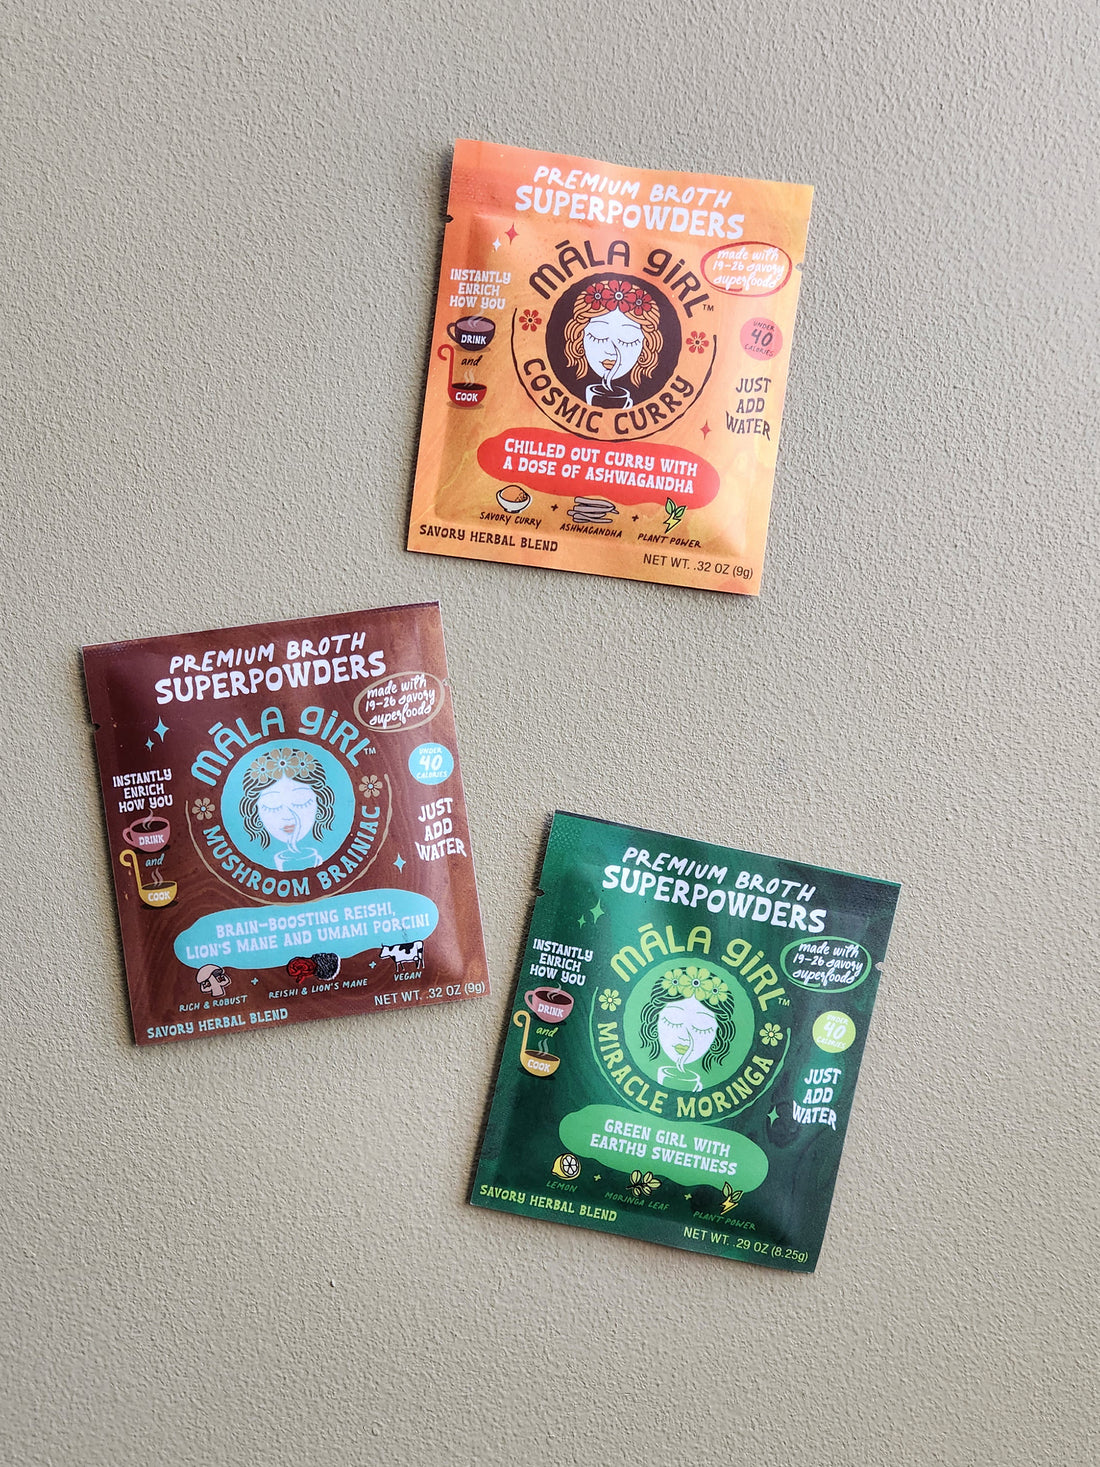 PREMIUM BROTH
SUPERPOWDERS
MĀLA GIRL™
made with
19-26 savory
superfoods
INSTANTLY
ENRICH
HOW YOU
DRINK
and
COOK
UNDER
40
CALORIES
JUST
ADD
WATER
COSMIC CURRY
CHILLED OUT CURRY WITH
A DOSE OF ASHWAGANDHA
SAVORY CURRY + ASHWAGANDHA + PLANT POWER
SAVORY HERBAL BLEND
NET WT. .32 OZ (9g)
PREMIUM BROTH
SUPERPOWDERS
made with
19-26 savory
superfoods
MĀLA GIRL™
UNDER
40
CALORIES
INSTANTLY
ENRICH
HOW YOU
DRINK
and
COOK
JUST
ADD
WATER
MUSHROOM BRAINIAC
BRAIN-BOOSTING REISHI,
LION'S MANE AND UMAMI PORCINI
RICH & ROBUST + REISHI & LION'S MANE + VEGAN
SAVORY HERBAL BLEND
NET WT. .32 OZ (9g)
PREMIUM BROTH
SUPERPOWDERS
MĀLA GIRL™
made with
19-26 savory
superfoods
INSTANTLY
ENRICH
HOW YOU
DRINK
and
COOK
UNDER
40
CALORIES
JUST
ADD
WATER
MIRACLE MORINGA
GREEN GIRL WITH
EARTHY SWEETNESS
LEMON + MORINGA LEAF + PLANT POWER
SAVORY HERBAL BLEND
NET WT. .29 OZ (8.25g)